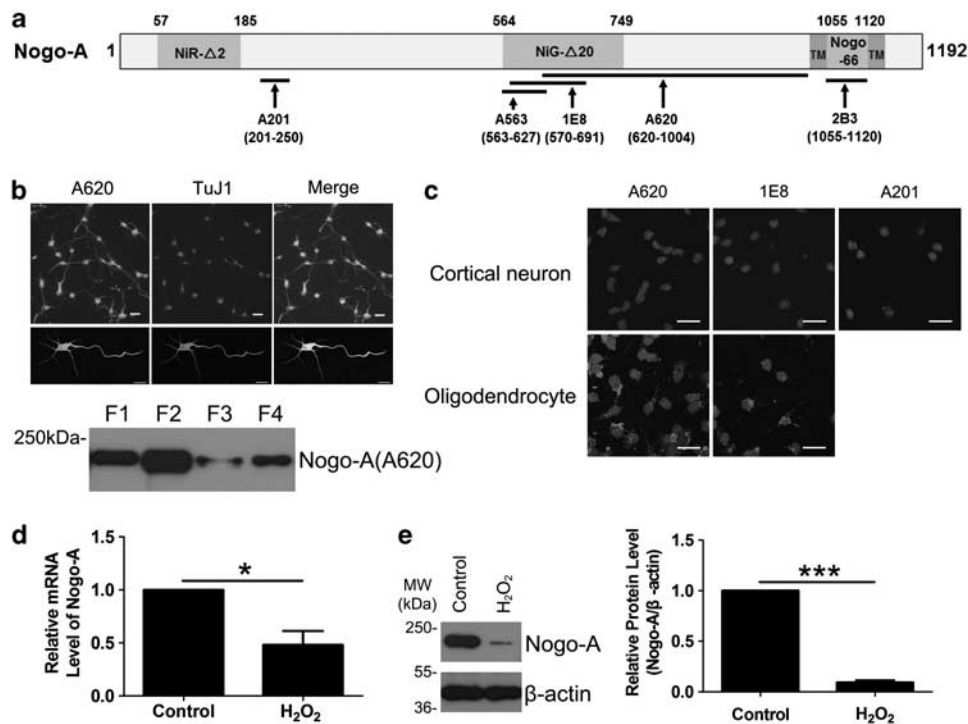 a
57 185 564 749 1055 1120
Nogo-A 1 NiR-△2 NiG-△20 TM Nogo -66 TM 1192
A201 (201-250)
A563 (563-627)
1E8 (570-691)
A620 (620-1004)
2B3 (1055-1120)
b
A620 TuJ1 Merge
F1 F2 F3 F4
250kDa-
Nogo-A(A620)
c
A620 1E8 A201
Cortical neuron
Oligodendrocyte
d
Relative mRNA
Level of Nogo-A
1.5
1.0
0.5
0.0
*
Control H₂O₂
e
MW
(kDa)
Control
H₂O₂
250-
130-
Nogo-A
55-
36-
β-actin
Relative Protein Level
(Nogo-A/β -actin)
1.5
1.0
0.5
0.0
***
Control H₂O₂